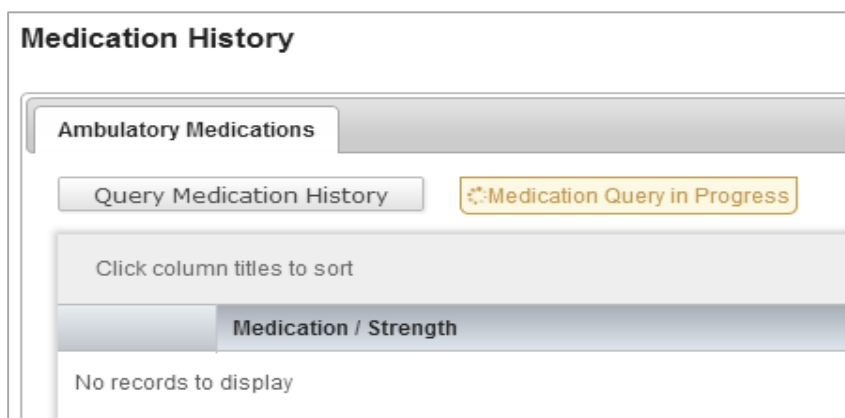 Medication History
Ambulatory Medications
Query Medication History
Medication Query in Progress
Click column titles to sort
Medication / Strength
No records to display